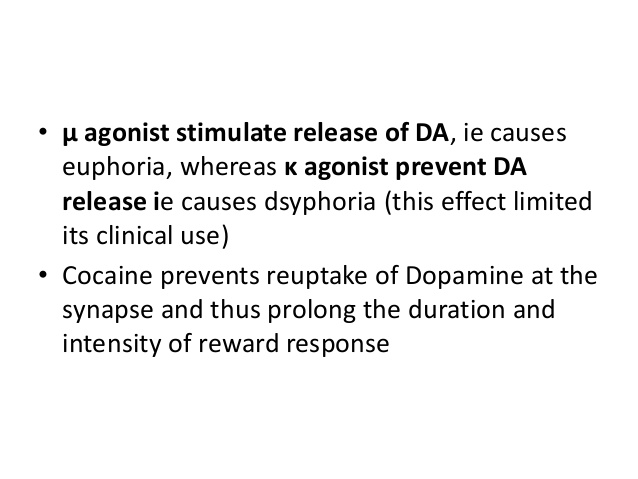 • μ agonist stimulate release of DA, ie causes
euphoria, whereas κ agonist prevent DA
release ie causes dsyphoria (this effect limited
its clinical use)
• Cocaine prevents reuptake of Dopamine at the
synapse and thus prolong the duration and
intensity of reward response